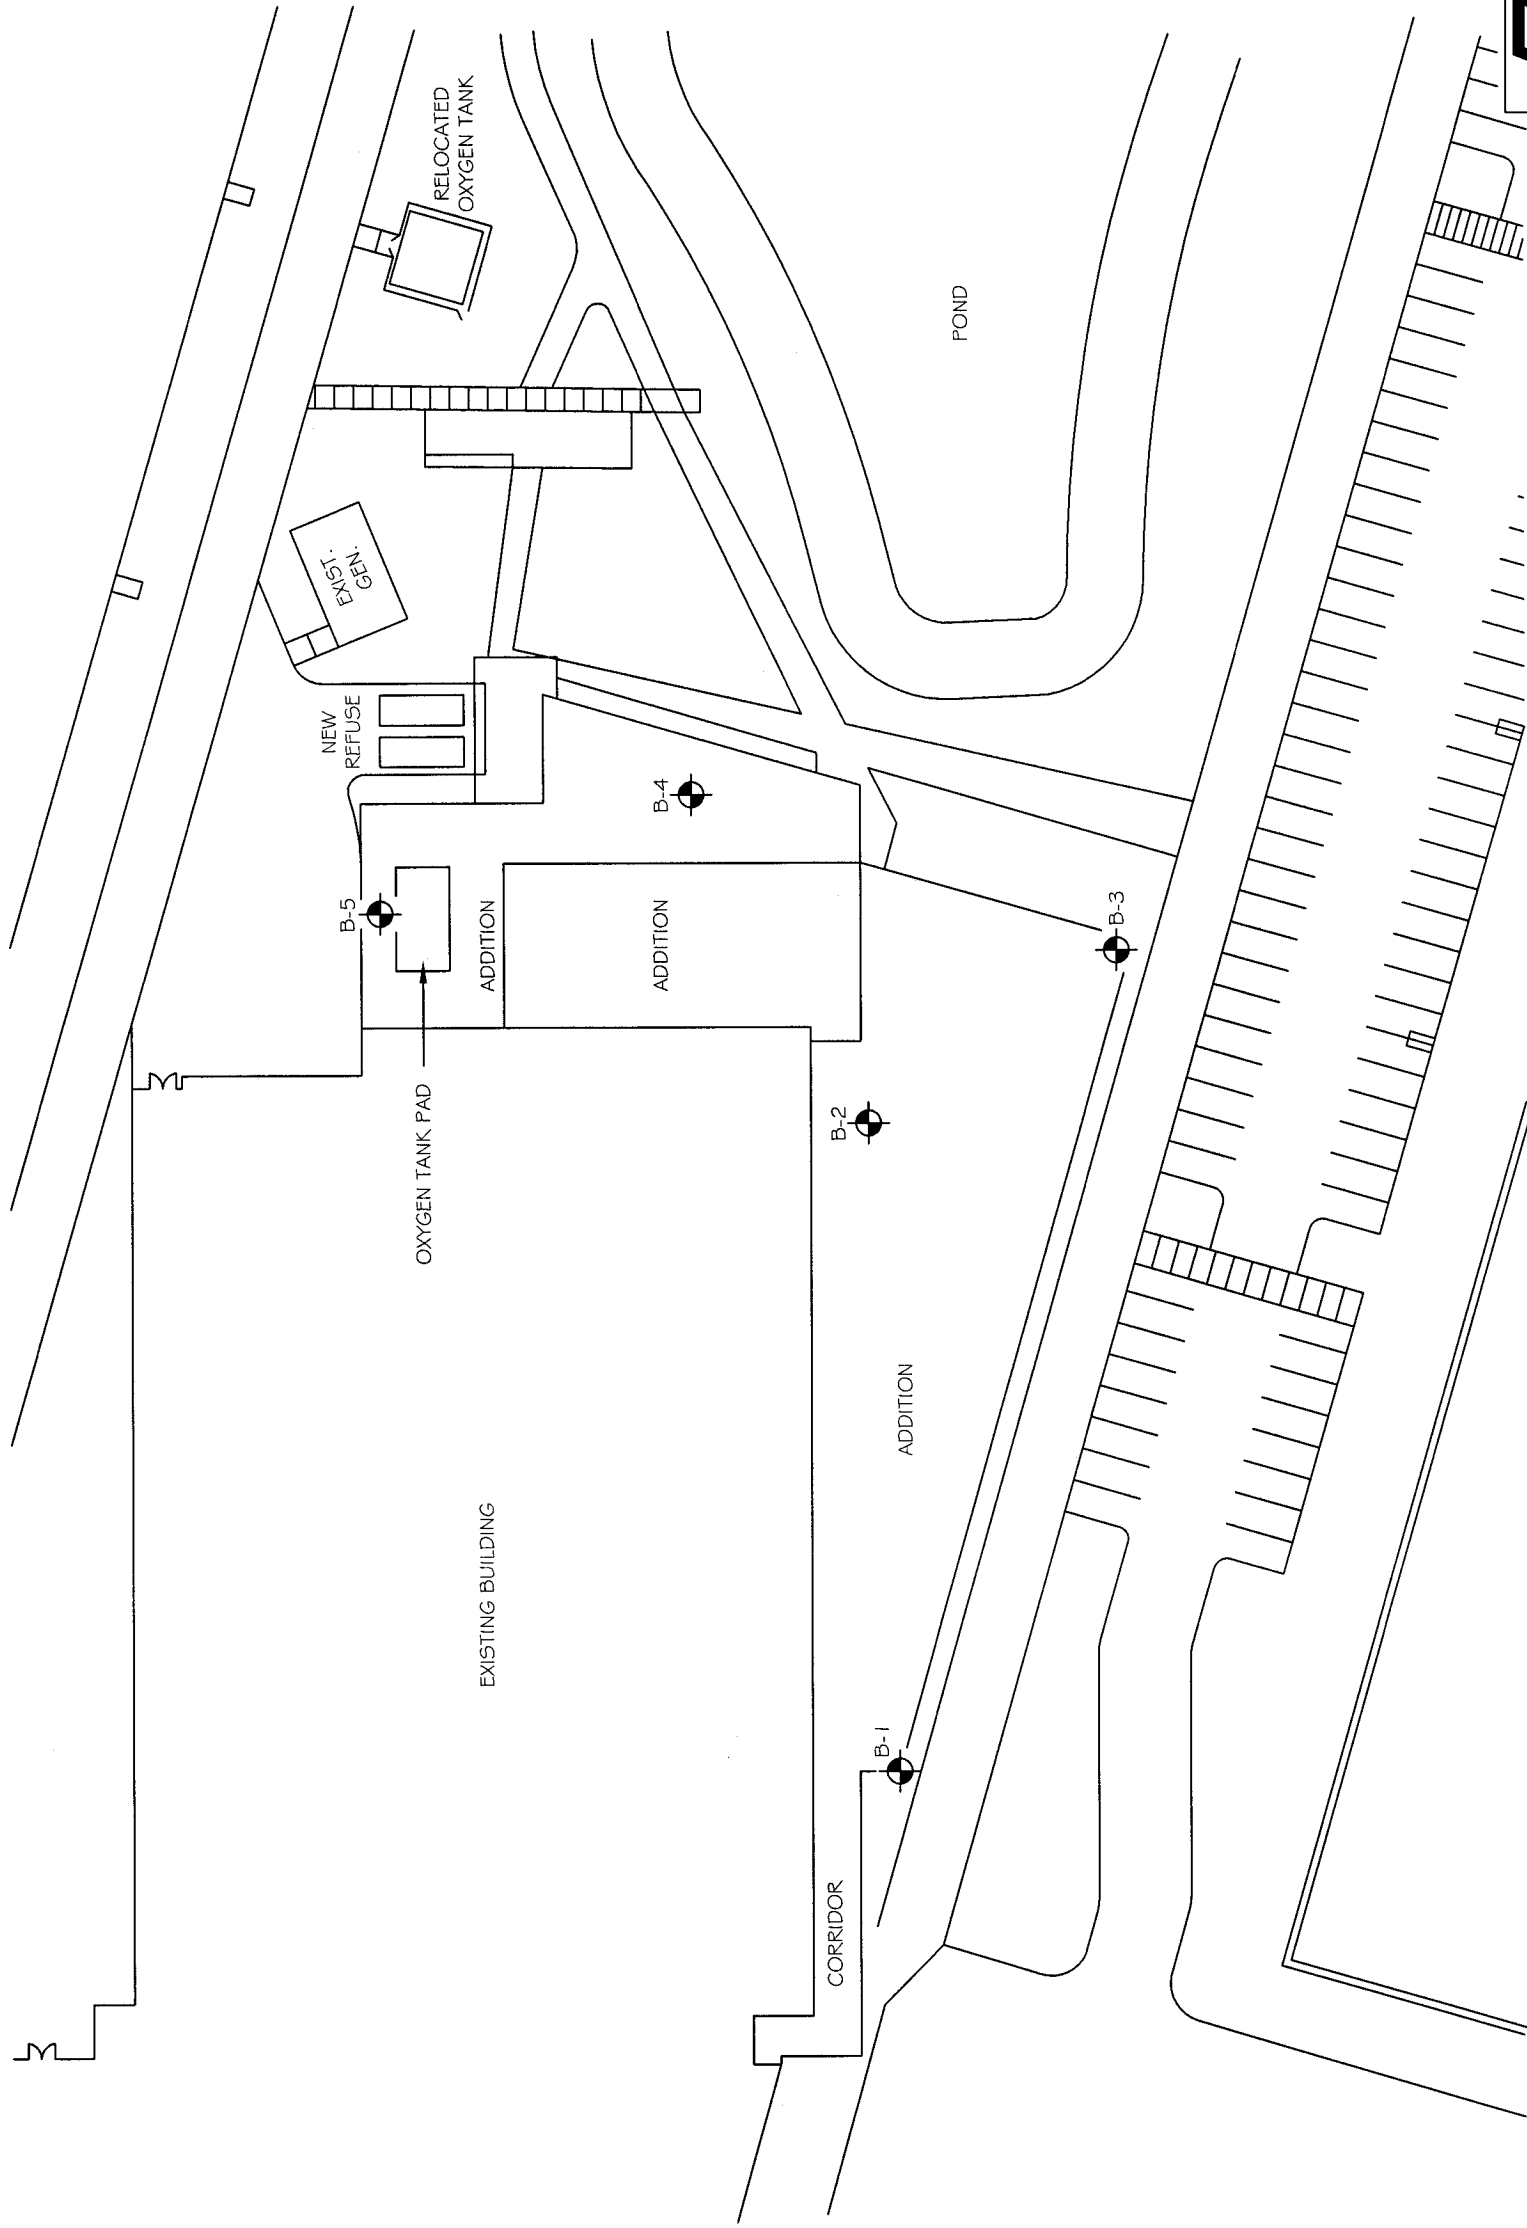 RELOCATED
OXYGEN TANK
POND
EXIST.
GEN.
NEW
REFUSE
B-4
B-5
ADDITION
ADDITION
B-3
OXYGEN TANK PAD
B-2
ADDITION
EXISTING BUILDING
B-1
CORRIDOR